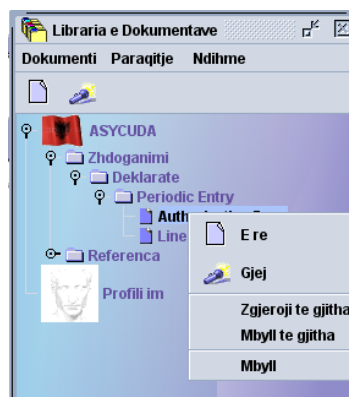 Libraria e Dokumentave
Dokumenti Paraqitje Ndihme
ASYCUDA
Zhdoganimi
Deklarate
Periodic Entry
Line
E re
Referenca
Gjej
Profili im
Zgjeroji te gjitha
Mbyll te gjitha
Mbyll